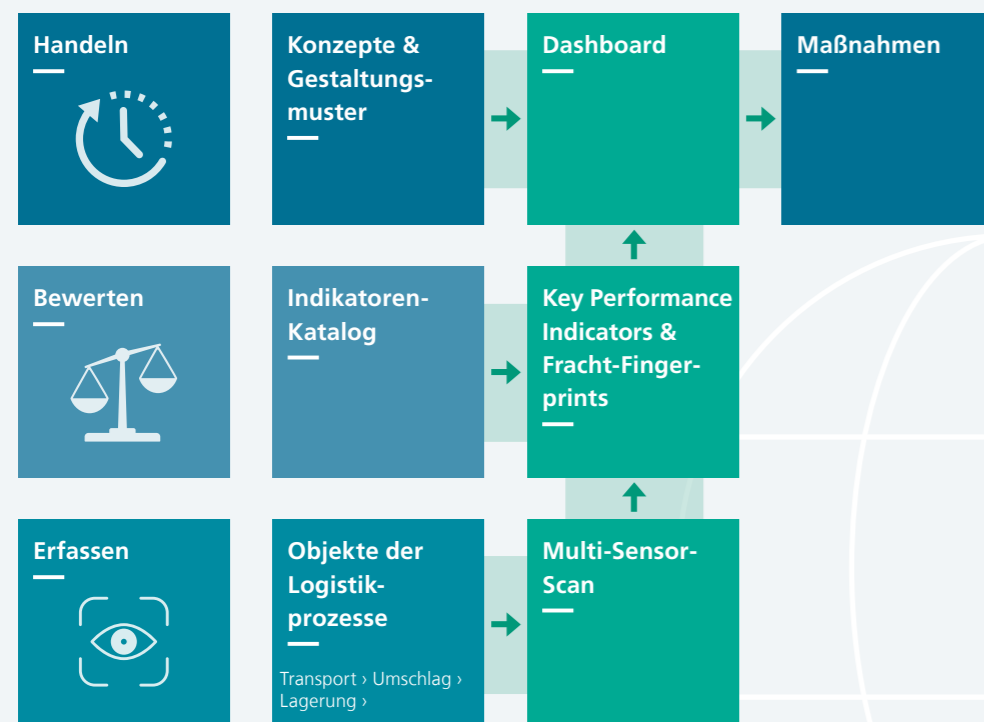 Handeln
Konzepte &
Gestaltungs-
muster
Dashboard
Maßnahmen
Bewerten
Indikatoren-
Katalog
Key Performance
Indicators &
Fracht-Finger-
prints
Erfassen
Objekte der
Logistik-
prozesse
Transport › Umschlag ›
Lagerung ›
Multi-Sensor-
Scan